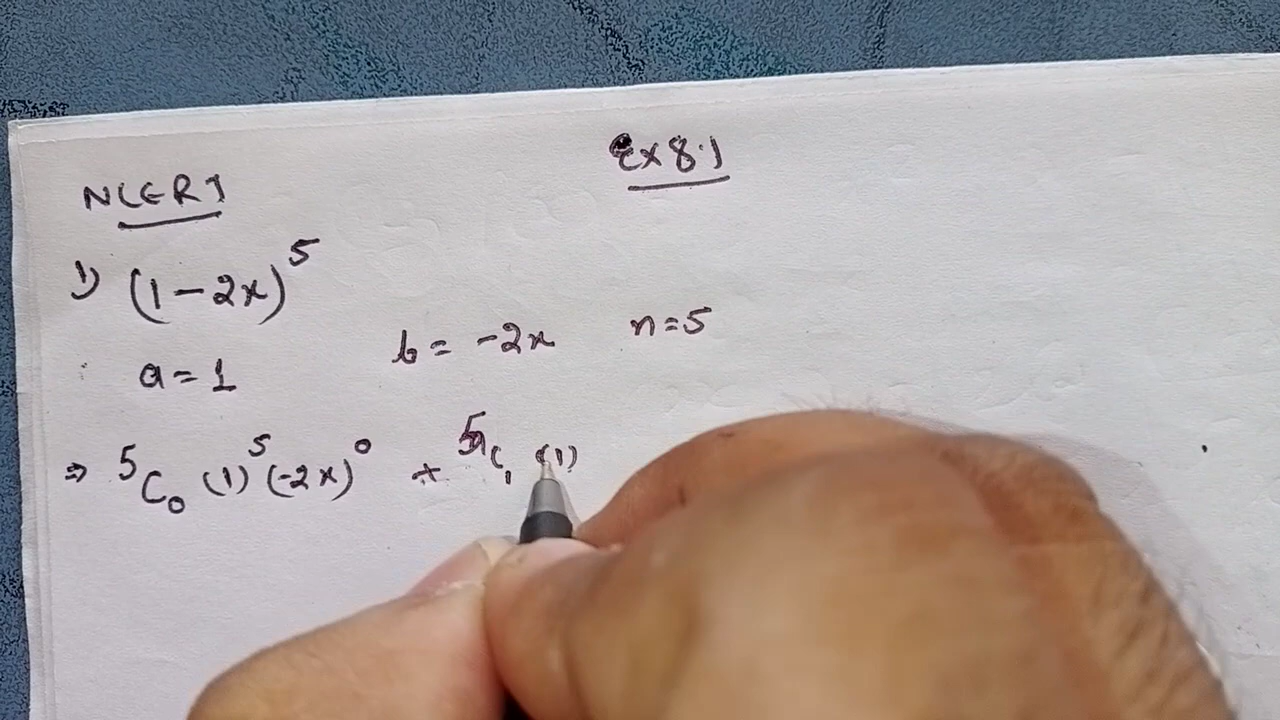 Ex 8.1
NCERT
1) (1-2x)^5
a = 1 b = -2x n = 5
⇒ ^5C_0 (1)^5 (-2x)^0 + ^5C_1 (1)